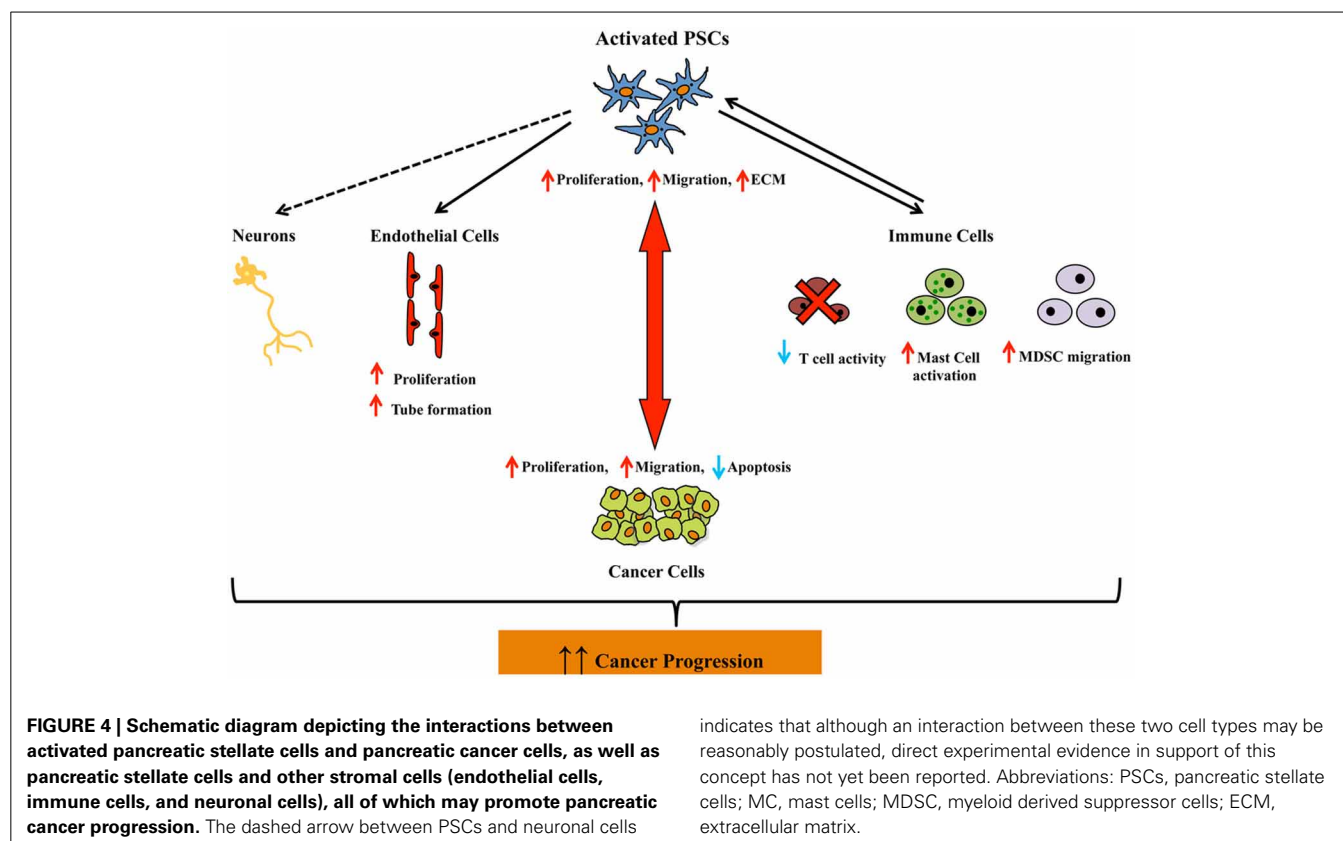 Activated PSCs
↑Proliferation, ↑Migration, ↑ECM
Neurons
Endothelial Cells
Immune Cells
↑ Proliferation
↑ Tube formation
↓ T cell activity
↑ Mast Cell
activation
↑ MDSC migration
↑Proliferation, ↑Migration, ↓Apoptosis
Cancer Cells
↑↑ Cancer Progression
FIGURE 4 | Schematic diagram depicting the interactions between
activated pancreatic stellate cells and pancreatic cancer cells, as well as
pancreatic stellate cells and other stromal cells (endothelial cells,
immune cells, and neuronal cells), all of which may promote pancreatic
cancer progression. The dashed arrow between PSCs and neuronal cells
indicates that although an interaction between these two cell types may be
reasonably postulated, direct experimental evidence in support of this
concept has not yet been reported. Abbreviations: PSCs, pancreatic stellate
cells; MC, mast cells; MDSC, myeloid derived suppressor cells; ECM,
extracellular matrix.